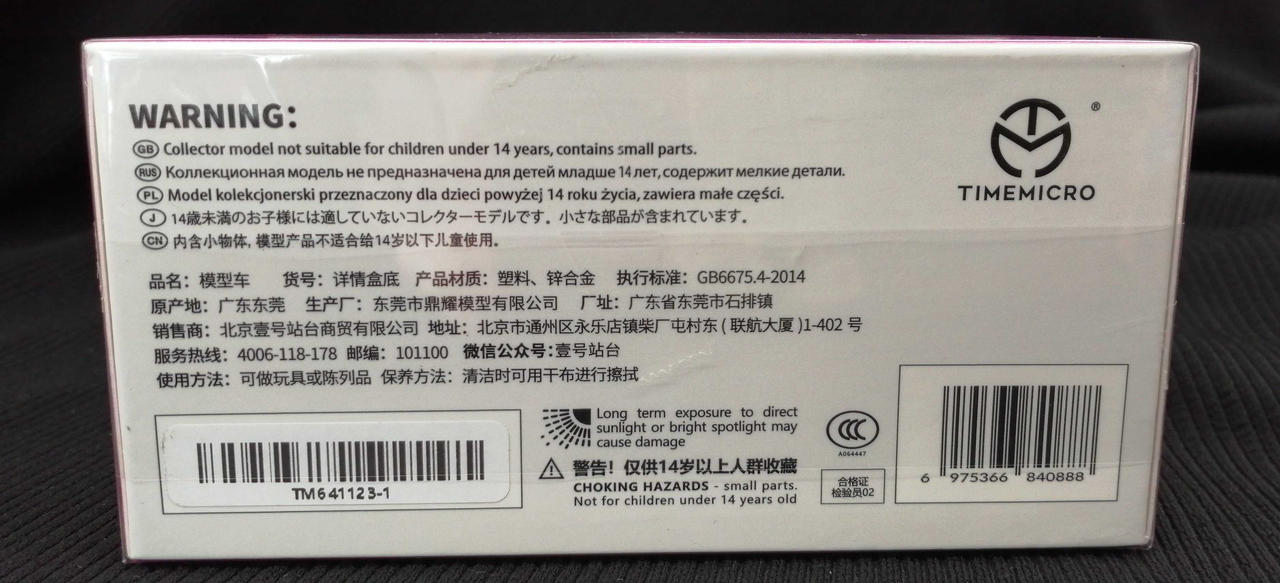 WARNING:
GB Collector model not suitable for children under 14 years, contains small parts.
RUS Коллекционная модель не предназначена для детей младше 14 лет, содержит мелкие детали.
PL Model kolekcjonerski przeznaczony dla dzieci powyżej 14 roku życia, zawiera małe części.
J 14歳未満のお子様には適していないコレクターモデルです。小さな部品が含まれています。
CN 内含小物体, 模型产品不适合给14岁以下儿童使用。
®
TIMEMICRO
品名：模型车 货号：详情盒底 产品材质：塑料、锌合金 执行标准：GB6675.4-2014
原产地：广东东莞 生产厂：东莞市鼎耀模型有限公司 厂址：广东省东莞市石排镇
销售商：北京壹号站台商贸有限公司 地址：北京市通州区永乐店镇柴厂屯村东 ( 联航大厦 )1-402 号
服务热线：4006-118-178 邮编：101100 微信公众号：壹号站台
使用方法：可做玩具或陈列品 保养方法：清洁时可用干布进行擦拭
TM641123-1
Long term exposure to direct
sunlight or bright spotlight may
cause damage
警告！仅供14岁以上人群收藏
CHOKING HAZARDS - small parts.
Not for children under 14 years old
CCC
A064447
合格证
检验员02
6 975366 840888